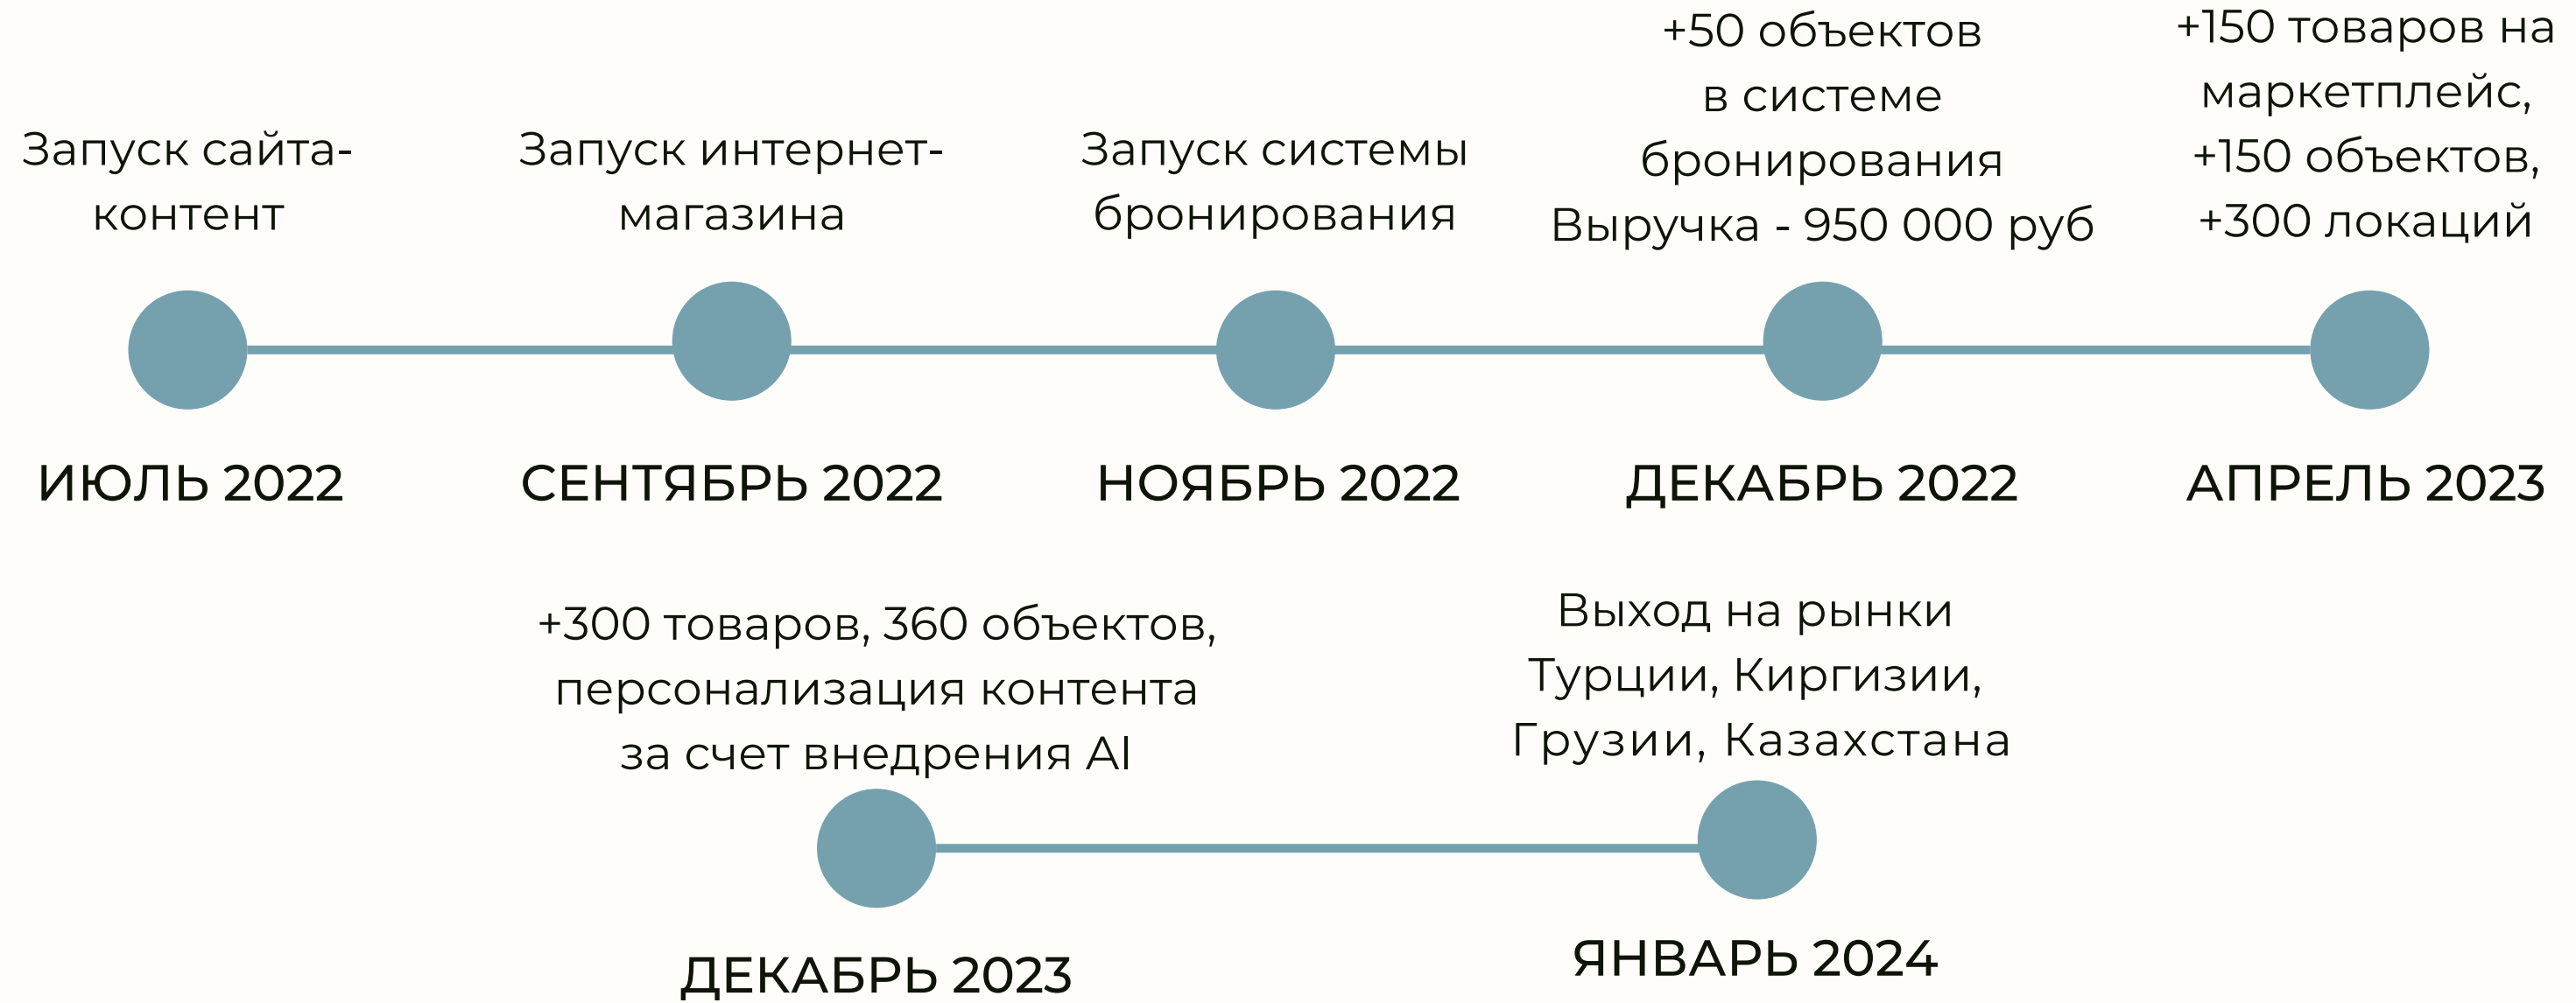 Запуск сайта-
контент
ИЮЛЬ 2022
Запуск интернет-
магазина
СЕНТЯБРЬ 2022
Запуск системы
бронирования
НОЯБРЬ 2022
+50 объектов
в системе
бронирования
Выручка - 950 000 руб
ДЕКАБРЬ 2022
+150 товаров на
маркетплейс,
+150 объектов,
+300 локаций
АПРЕЛЬ 2023
+300 товаров, 360 объектов,
персонализация контента
за счет внедрения AI
ДЕКАБРЬ 2023
Выход на рынки
Турции, Киргизии,
Грузии, Казахстана
ЯНВАРЬ 2024